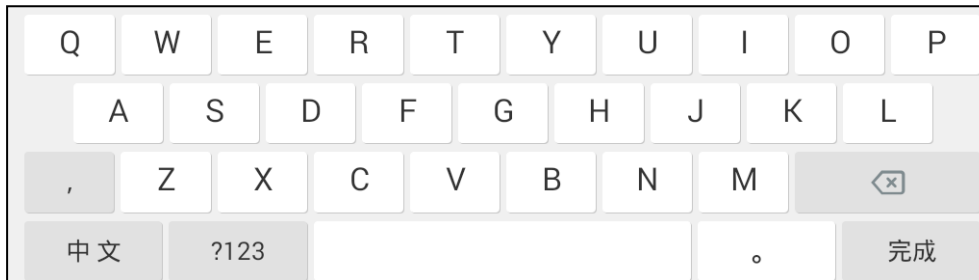 Q W E R T Y U I O P
A S D F G H J K L
, Z X C V B N M
中文 ?123 。 完成